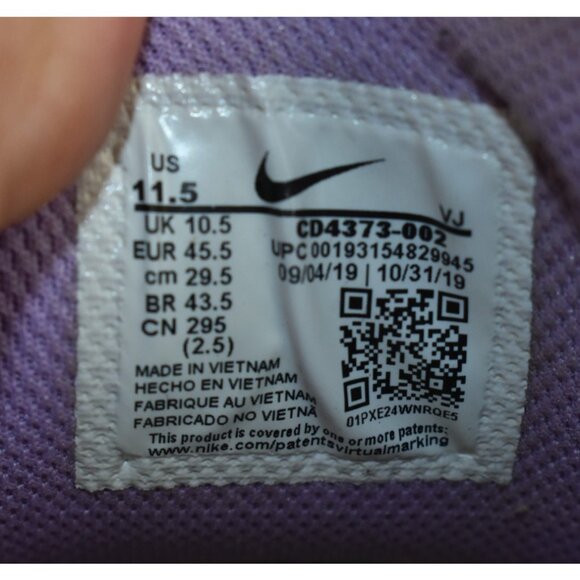 US
11.5
VJ
UK 10.5
EUR 45.5
cm 29.5
BR 43.5
CN 295
(2.5)
CD4373-002
UPC 00193154829945
09/04/19 | 10/31/19
01PXE24WNRQE5
MADE IN VIETNAM
HECHO EN VIETNAM
FABRIQUE AU VIETNAM
FABRICADO NO VIETNÃ
This product is covered by one or more patents:
www.nike.com/patentsvirtualmarking